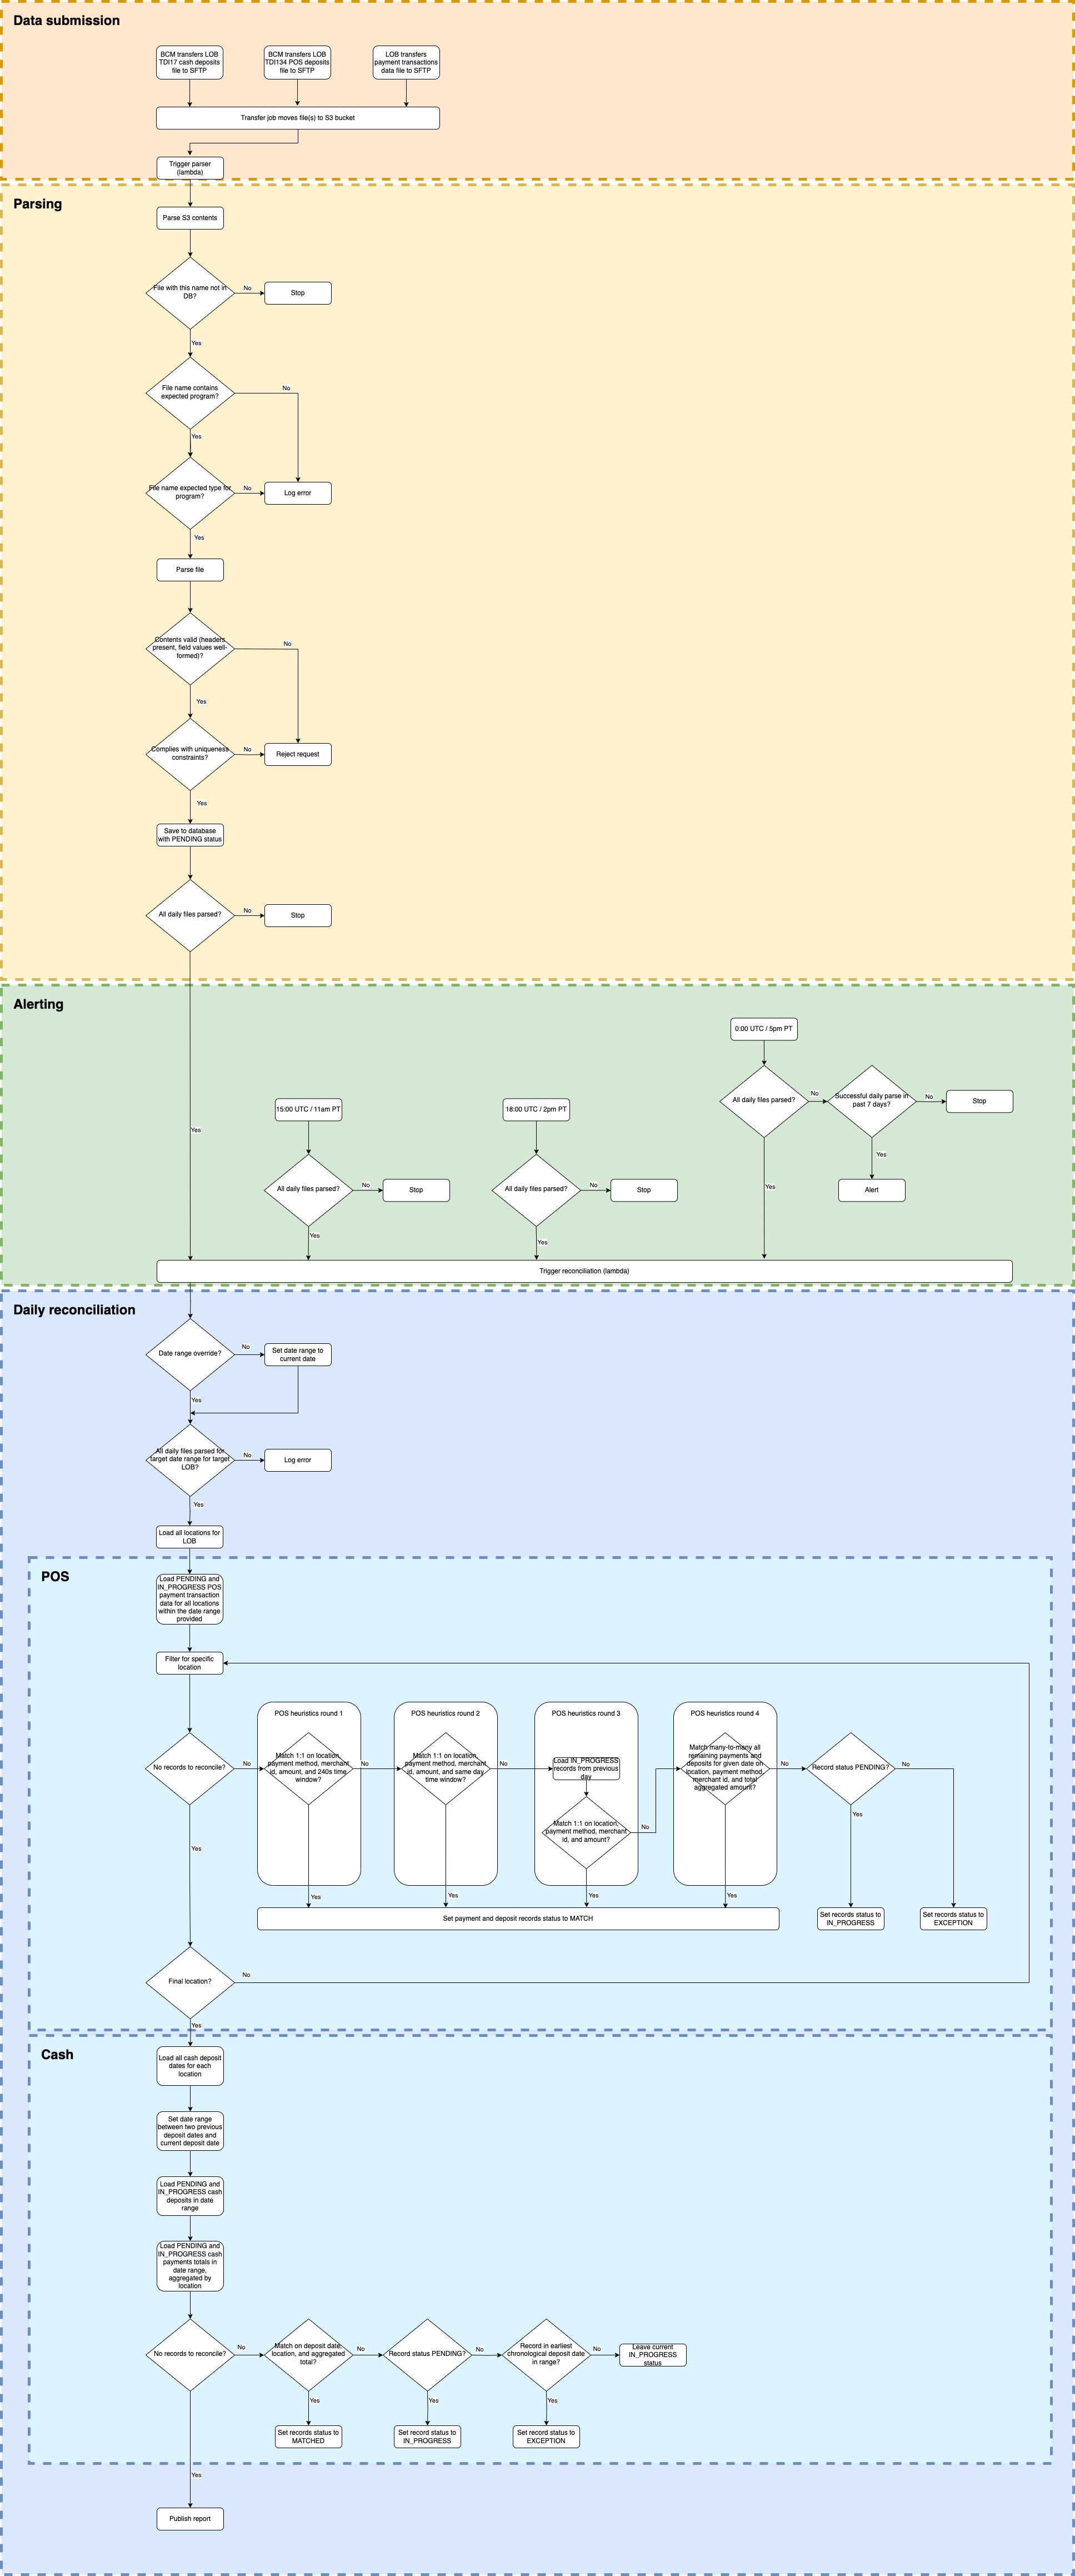 Data submission
BCM transfers LOB
TDI17 cash deposits
file to SFTP
BCM transfers LOB
TDI134 POS deposits
file to SFTP
LOB transfers
payment transactions
data file to SFTP
Transfer job moves file(s) to S3 bucket
Trigger parser
(lambda)
Parsing
Parse S3 contents
File with this name not in
DB?
No
Stop
Yes
File name contains
expected program?
No
Yes
File name expected type for
program?
No
Log error
Yes
Parse file
Contents valid (headers
present, field values well-
formed)?
No
Yes
Complies with uniqueness
constraints?
No
Reject request
Yes
Save to database
with PENDING status
All daily files parsed?
No
Stop
Alerting
0:00 UTC / 5pm PT
All daily files parsed?
No
Successful daily parse in
past 7 days?
No
Stop
15:00 UTC / 11am PT
18:00 UTC / 2pm PT
Yes
Yes
All daily files parsed?
No
Stop
All daily files parsed?
No
Stop
Yes
Alert
Yes
Yes
Trigger reconciliation (lambda)
Daily reconciliation
Date range override?
No
Set date range to
current date
Yes
All daily files parsed for
target date range for target
LOB?
No
Log error
Yes
Load all locations for
LOB
POS
Load PENDING and
IN_PROGRESS POS
payment transaction
data for all locations
within the date range
provided
Filter for specific
location
POS heuristics round 1
POS heuristics round 2
POS heuristics round 3
POS heuristics round 4
No records to reconcile?
No
Match 1:1 on location,
payment method, merchant
id, amount, and 240s time
window?
No
Match 1:1 on location,
payment method, merchant
id, amount, and same day
time window?
No
Load IN_PROGRESS
records from previous
day
Match 1:1 on location,
payment method, merchant
id, and amount?
No
Match many-to-many all
remaining payments and
deposits for given date on
location, payment method,
merchant id, and total
aggregated amount?
No
Record status PENDING?
No
Yes
Yes
Yes
Yes
Yes
Yes
Set payment and deposit records status to MATCH
Set records status to
IN_PROGRESS
Set records status to
EXCEPTION
Final location?
No
Yes
Cash
Load all cash deposit
dates for each
location
Set date range
between two previous
deposit dates and
current deposit date
Load PENDING and
IN_PROGRESS cash
deposits in date
range
Load PENDING and
IN_PROGRESS cash
payments totals in
date range,
aggregated by
location
No records to reconcile?
No
Match on deposit date,
location, and aggregated
total?
No
Record status PENDING?
No
Record in earliest
chronological deposit date
in range?
No
Leave current
IN_PROGRESS
status
Yes
Yes
Yes
Set records status to
MATCHED
Set record status to
IN_PROGRESS
Set record status to
EXCEPTION
Yes
Publish report